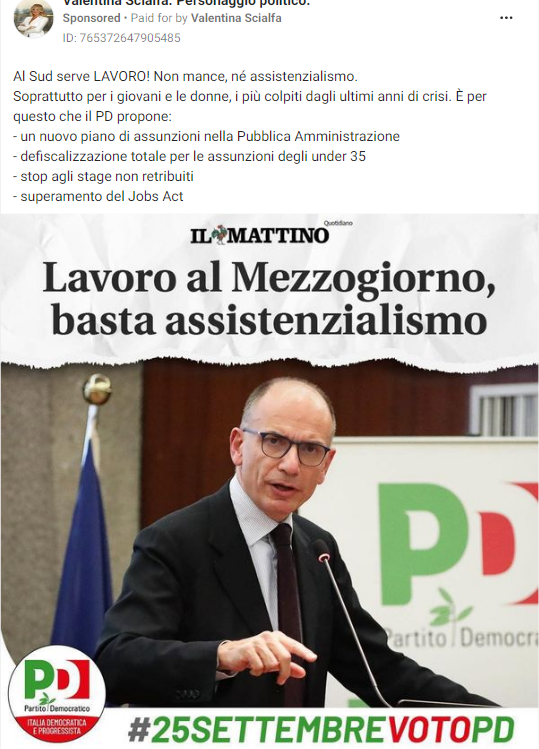 Valentina Scialfa. Personaggio politico.
Sponsored • Paid for by Valentina Scialfa
ID: 765372647905485
Al Sud serve LAVORO! Non mance, né assistenzialismo.
Soprattutto per i giovani e le donne, i più colpiti dagli ultimi anni di crisi. È per
questo che il PD propone:
- un nuovo piano di assunzioni nella Pubblica Amministrazione
- defiscalizzazione totale per le assunzioni degli under 35
- stop agli stage non retribuiti
- superamento del Jobs Act
Quotidiano
IL MATTINO
Lavoro al Mezzogiorno,
basta assistenzialismo
PD
Partito Democra
PD
Partito Democratico
ITALIA DEMOCRATICA
E PROGRESSISTA
#25SETTEMBREVOTOPD